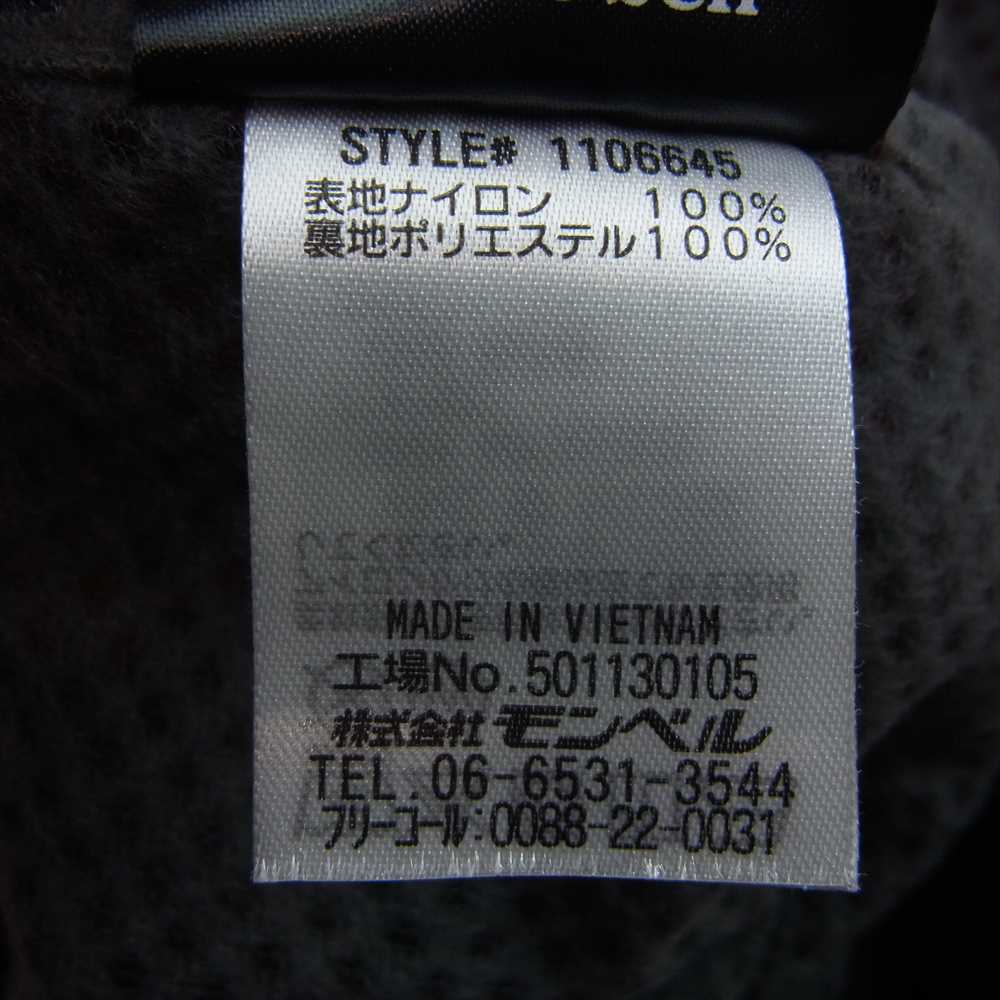 STYLE# 1106645
表地ナイロン 100%
裏地ポリエステル100%
MADE IN VIETNAM
工場No.501130105
株式会社モンベル
TEL.06-6531-3544
フリーコール:0088-22-0031